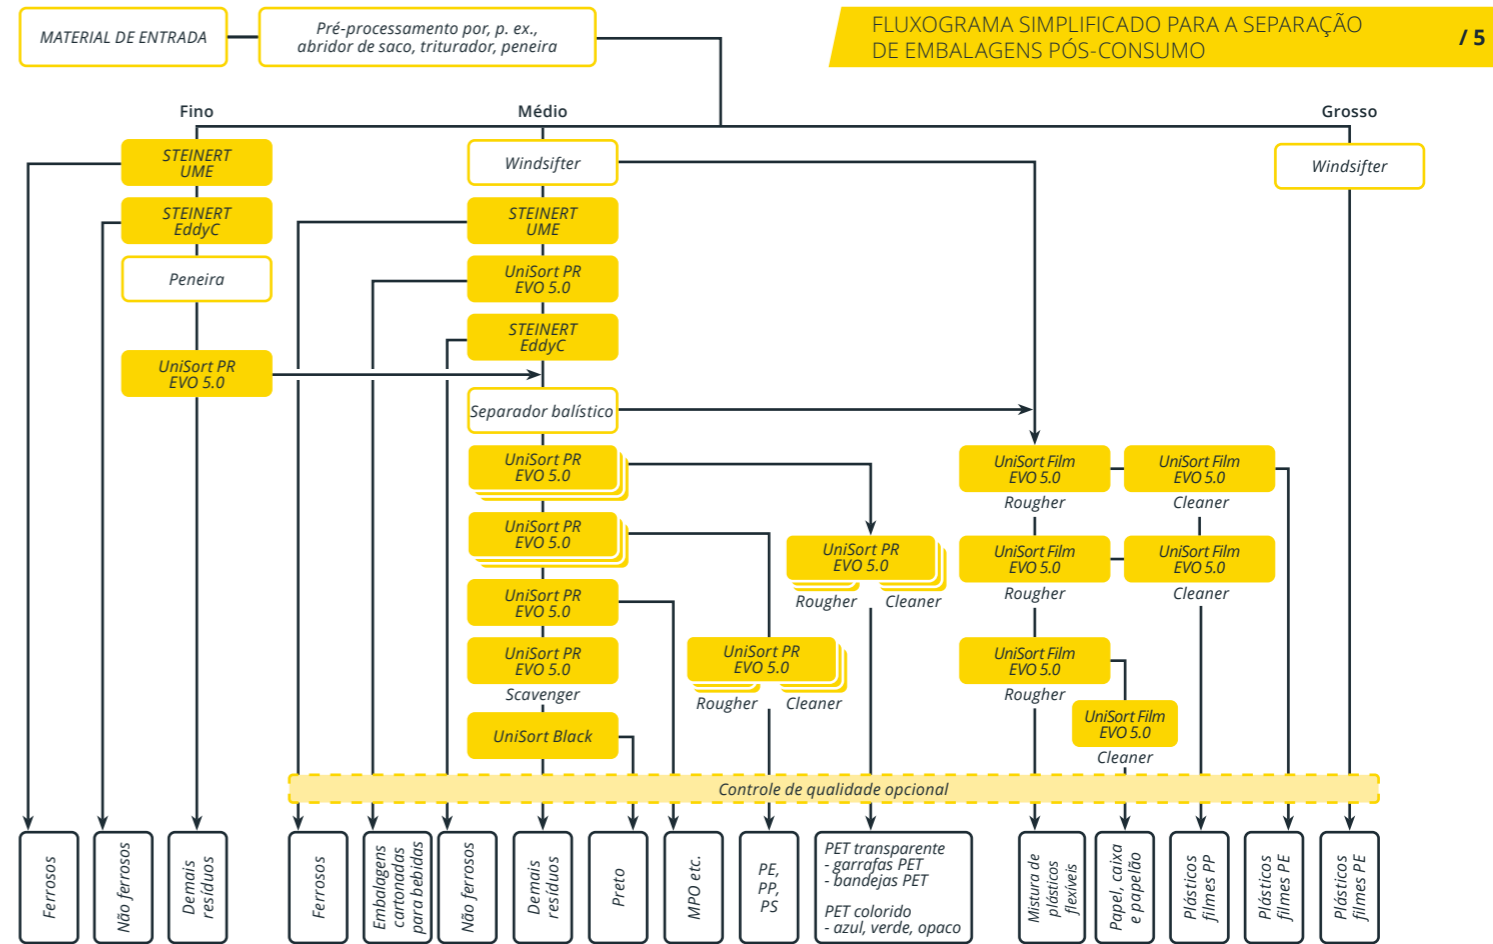 MATERIAL DE ENTRADA
Pré-processamento por, p. ex.,
abridor de saco, triturador, peneira
FLUXOGRAMA SIMPLIFICADO PARA A SEPARAÇÃO
DE EMBALAGENS PÓS-CONSUMO
/ 5
Fino
Médio
Grosso
STEINERT
UME
STEINERT
EddyC
Peneira
UniSort PR
EVO 5.0
Windsifter
STEINERT
UME
UniSort PR
EVO 5.0
STEINERT
EddyC
Separador balístico
UniSort PR
EVO 5.0
UniSort PR
EVO 5.0
UniSort PR
EVO 5.0
UniSort PR
EVO 5.0
Scavenger
UniSort Black
UniSort PR
EVO 5.0
Rougher
Cleaner
UniSort PR
EVO 5.0
Rougher
Cleaner
UniSort Film
EVO 5.0
Rougher
UniSort Film
EVO 5.0
Cleaner
UniSort Film
EVO 5.0
Rougher
UniSort Film
EVO 5.0
Cleaner
UniSort Film
EVO 5.0
Rougher
UniSort Film
EVO 5.0
Cleaner
Windsifter
Controle de qualidade opcional
Ferrosos
Não ferrosos
Demais
resíduos
Ferrosos
Embalagens
cartonadas
para bebidas
Não ferrosos
Demais
resíduos
Preto
MPO etc.
PE,
PP,
PS
PET transparente
- garrafas PET
- bandejas PET
PET colorido
- azul, verde, opaco
Mistura de
plásticos
flexíveis
Papel, caixa
e papelão
Plásticos
filmes PP
Plásticos
filmes PE
Plásticos
filmes PE